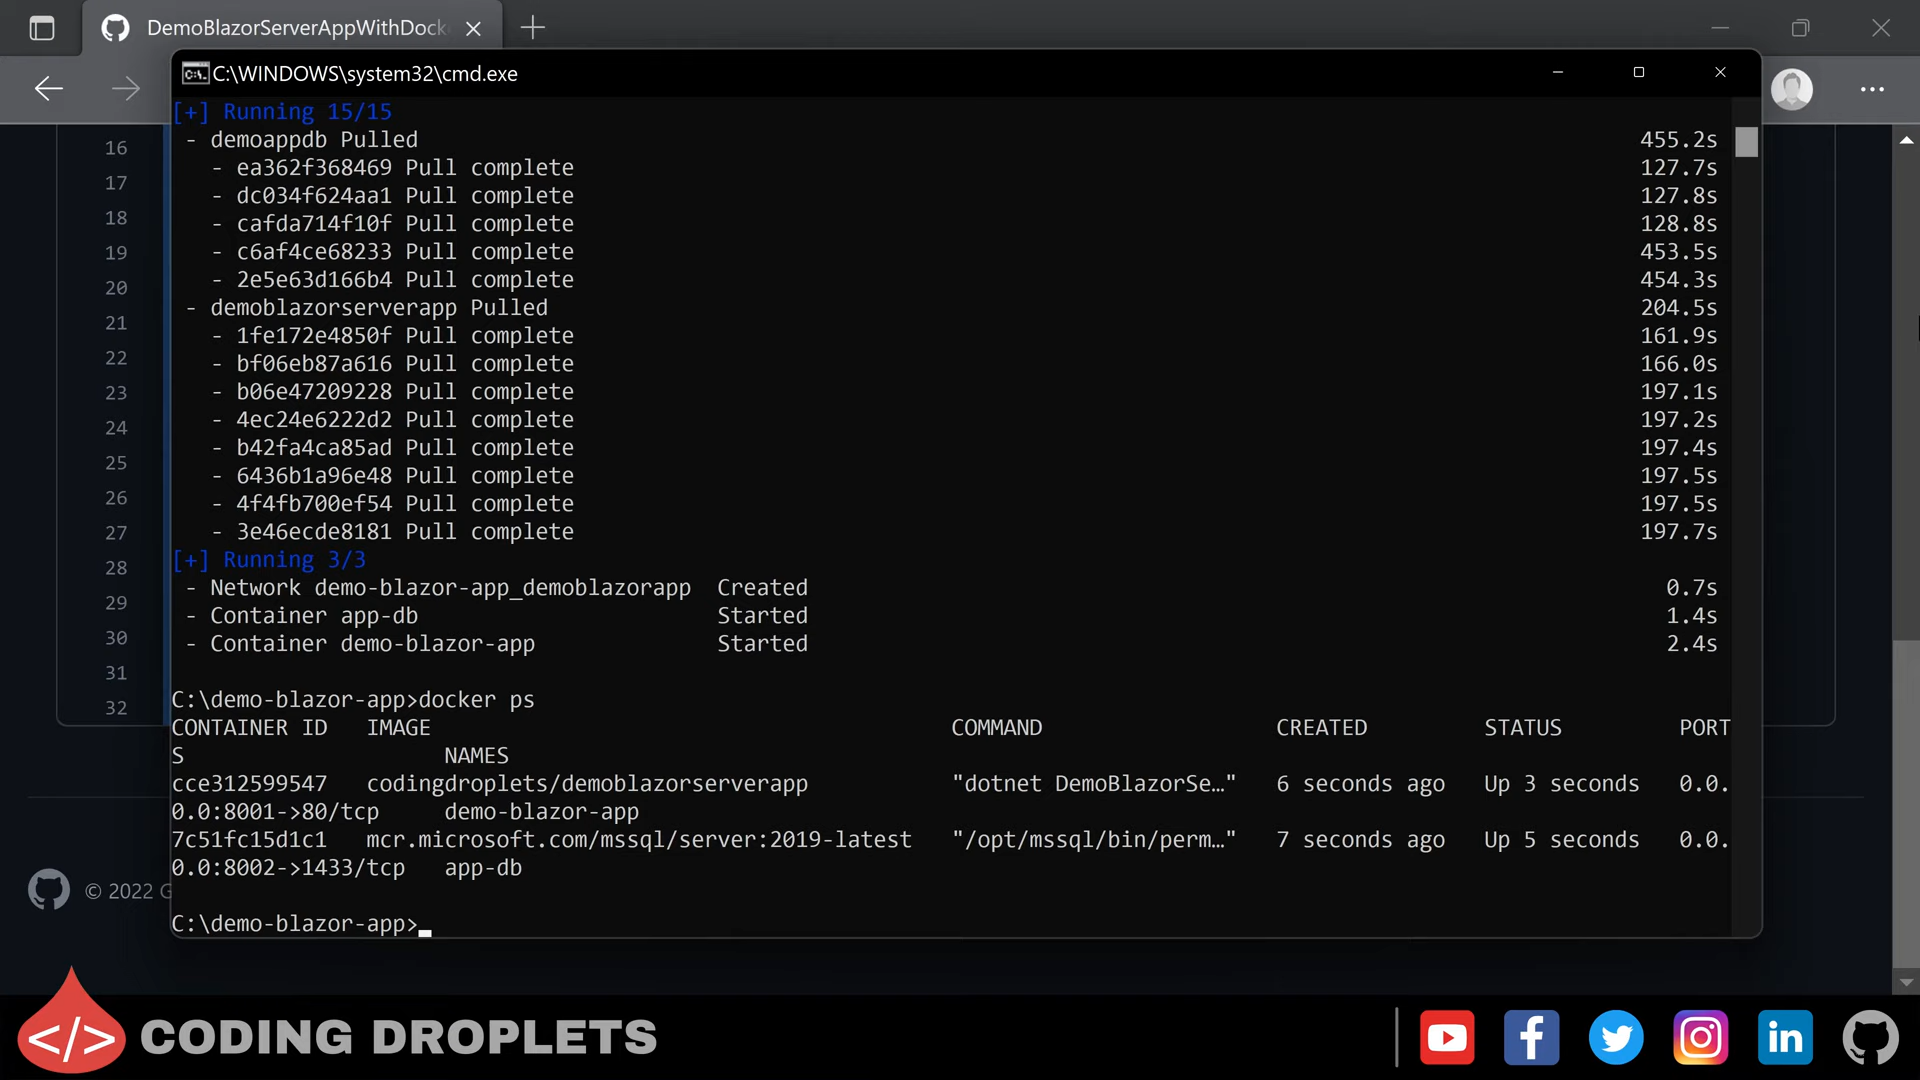 DemoBlazorServerAppWithDock
C:\WINDOWS\system32\cmd.exe
[+] Running 15/15
- demoappdb Pulled 455.2s
- ea362f368469 Pull complete 127.7s
- dc034f624aa1 Pull complete 127.8s
- cafda714f10f Pull complete 128.8s
- c6af4ce68233 Pull complete 453.5s
- 2e5e63d166b4 Pull complete 454.3s
- demoblazorserverapp Pulled 204.5s
- 1fe172e4850f Pull complete 161.9s
- bf06eb87a616 Pull complete 166.0s
- b06e47209228 Pull complete 197.1s
- 4ec24e6222d2 Pull complete 197.2s
- b42fa4ca85ad Pull complete 197.4s
- 6436b1a96e48 Pull complete 197.5s
- 4f4fb700ef54 Pull complete 197.5s
- 3e46ecde8181 Pull complete 197.7s
[+] Running 3/3
- Network demo-blazor-app_demoblazorapp Created 0.7s
- Container app-db Started 1.4s
- Container demo-blazor-app Started 2.4s
C:\demo-blazor-app>docker ps
CONTAINER ID IMAGE COMMAND CREATED STATUS PORT
S NAMES
cce312599547 codingdroplets/demoblazorserverapp "dotnet DemoBlazorSe…" 6 seconds ago Up 3 seconds 0.0.
0.0:8001->80/tcp demo-blazor-app
7c51fc15d1c1 mcr.microsoft.com/mssql/server:2019-latest "/opt/mssql/bin/perm…" 7 seconds ago Up 5 seconds 0.0.
0.0:8002->1433/tcp app-db
C:\demo-blazor-app>
16
17
18
19
20
21
22
23
24
25
26
27
28
29
30
31
32
© 2022 G
</> CODING DROPLETS
f
in